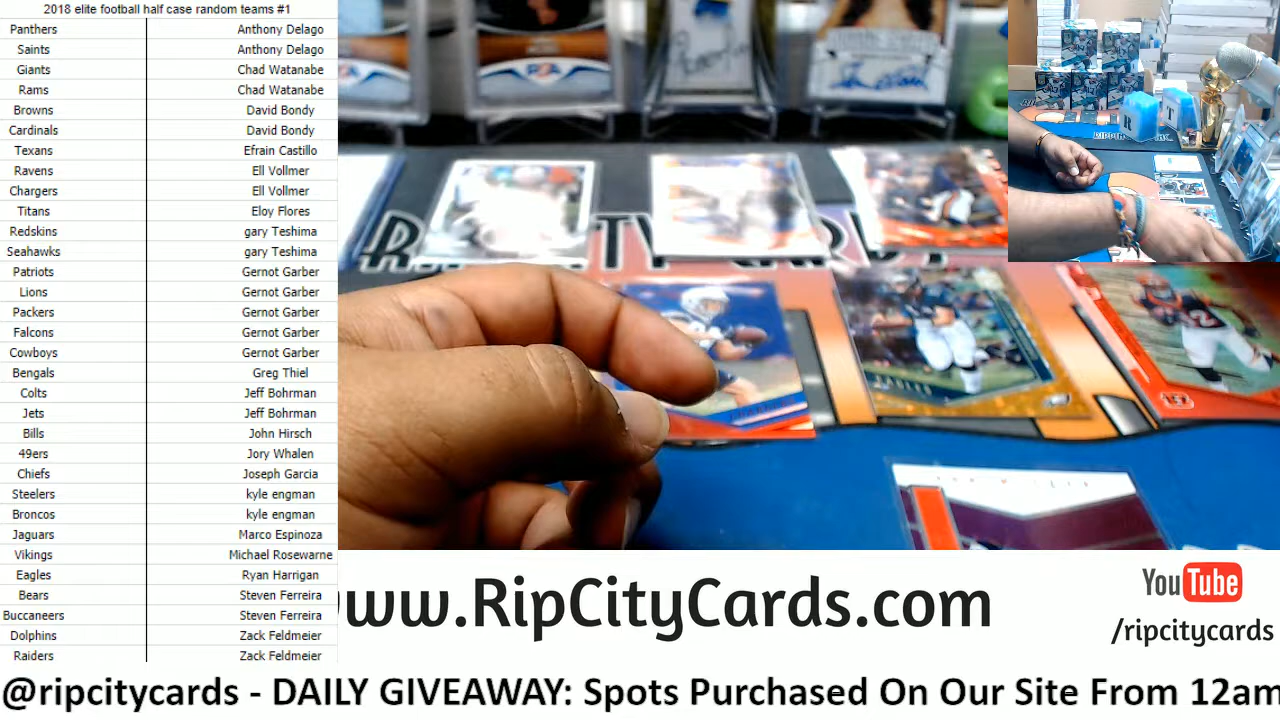 2018 elite football half case random teams #1
Panthers Anthony Delago
Saints Anthony Delago
Giants Chad Watanabe
Rams Chad Watanabe
Browns David Bondy
Cardinals David Bondy
Texans Efrain Castillo
Ravens Ell Vollmer
Chargers Ell Vollmer
Titans Eloy Flores
Redskins gary Teshima
Seahawks gary Teshima
Patriots Gernot Garber
Lions Gernot Garber
Packers Gernot Garber
Falcons Gernot Garber
Cowboys Gernot Garber
Bengals Greg Thiel
Colts Jeff Bohrman
Jets Jeff Bohrman
Bills John Hirsch
49ers Jory Whalen
Chiefs Joseph Garcia
Steelers kyle engman
Broncos kyle engman
Jaguars Marco Espinoza
Vikings Michael Rosewarne
Eagles Ryan Harrigan
Bears Steven Ferreira
Buccaneers Steven Ferreira
Dolphins Zack Feldmeier
Raiders Zack Feldmeier
R T
ww.RipCityCards.com
YouTube
/ripcitycards
@ripcitycards - DAILY GIVEAWAY: Spots Purchased On Our Site From 12am